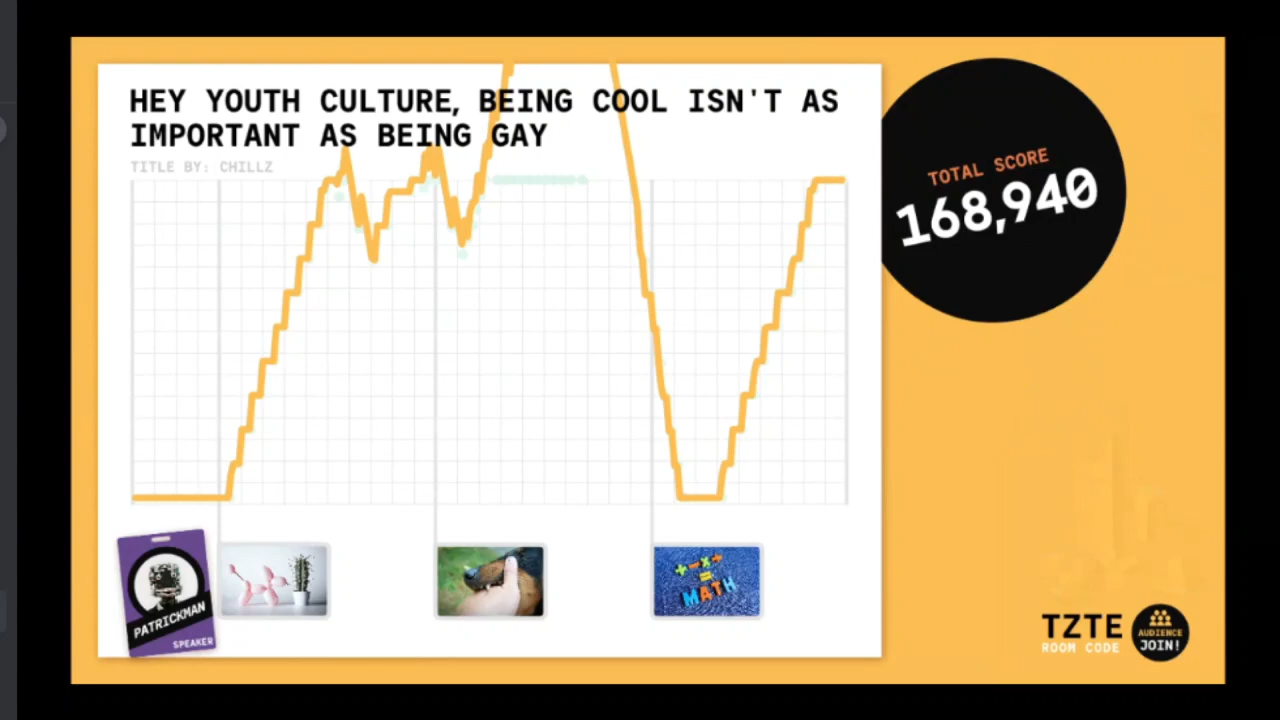 HEY YOUTH CULTURE, BEING COOL ISN'T AS
IMPORTANT AS BEING GAY
TITLE BY: CHILLZ
TOTAL SCORE
168,940
PATRICKMAN
SPEAKER
+-×+
=
MATH
TZTE
ROOM CODE
AUDIENCE
JOIN!